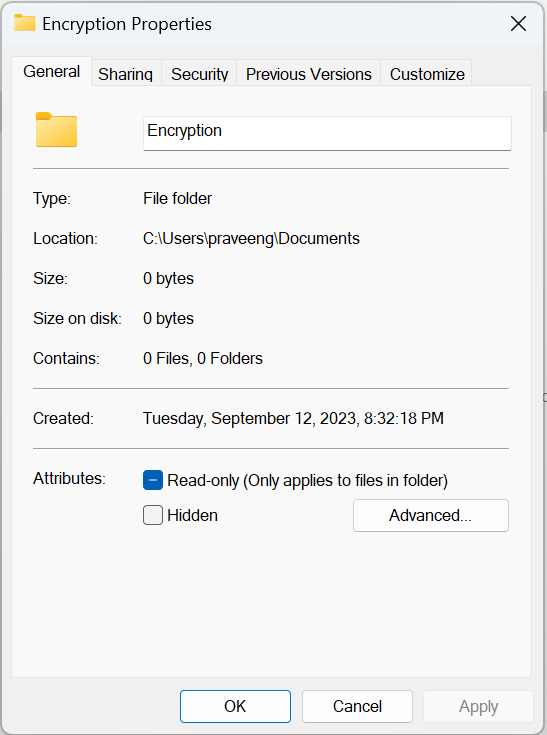 Encryption Properties
General Sharing Security Previous Versions Customize
Encryption
Type: File folder
Location: C:\Users\praveeng\Documents
Size: 0 bytes
Size on disk: 0 bytes
Contains: 0 Files, 0 Folders
Created: Tuesday, September 12, 2023, 8:32:18 PM
Attributes: Read-only (Only applies to files in folder)
Hidden Advanced...
OK Cancel Apply